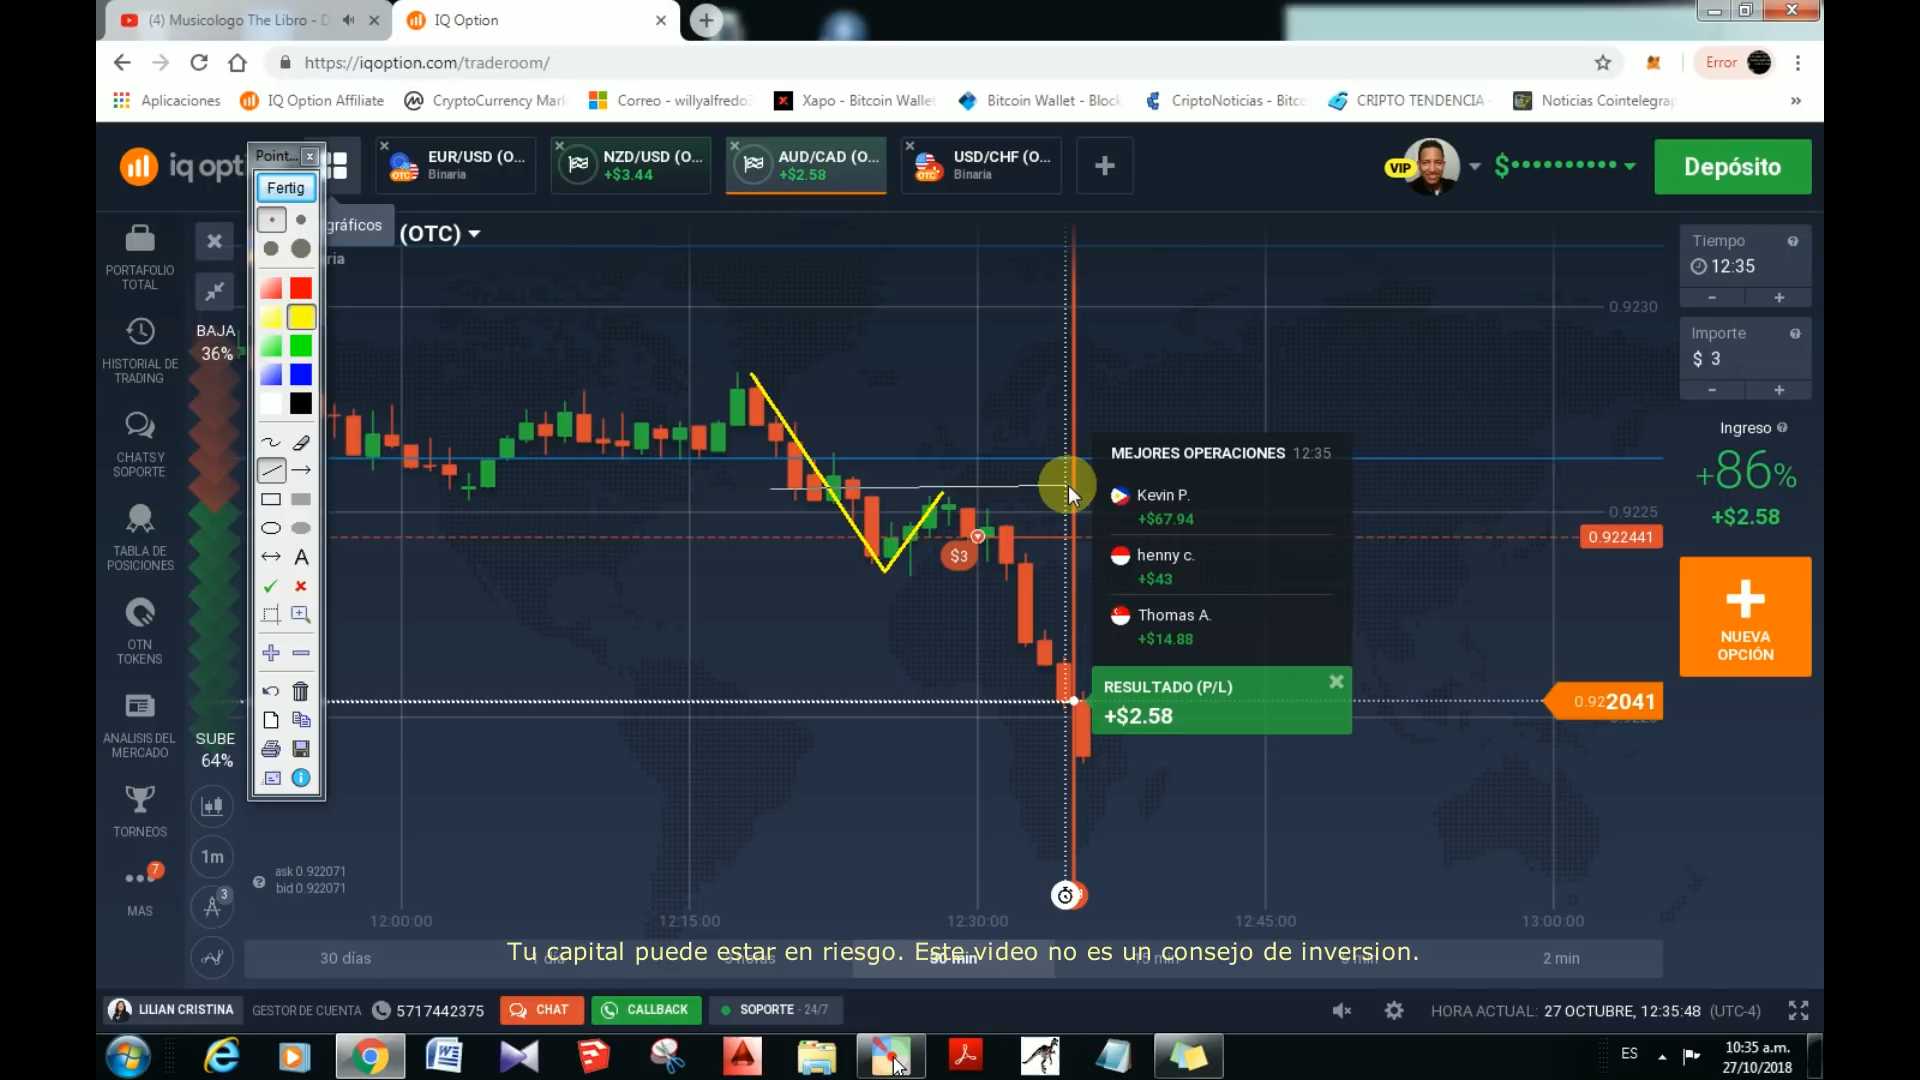 (4) Musicologo The Libro - D
IQ Option
https://iqoption.com/traderoom/
Error
Aplicaciones
IQ Option Affiliate
CryptoCurrency Mark
Correo - willyalfredo
Xapo - Bitcoin Wallet
Bitcoin Wallet - Block
CriptoNoticias - Bitco
CRIPTO TENDENCIA
Noticias Cointelegrap
»
iq opti
Point...
Fertig
EUR/USD (O...
Binaria
NZD/USD (O...
+$3.44
AUD/CAD (O...
+$2.58
USD/CHF (O...
Binaria
VIP
$
Depósito
gráficos
(OTC)
ria
PORTAFOLIO
TOTAL
HISTORIAL DE
TRADING
CHATS Y
SOPORTE
TABLA DE
POSICIONES
OTN
TOKENS
ANALISIS DEL
MERCADO
TORNEOS
7
MAS
BAJA
36%
SUBE
64%
1m
3
A
Tiempo
12:35
- +
Importe
$ 3
- +
Ingreso
+86%
+$2.58
NUEVA
OPCIÓN
0.9230
0.9225
0.922441
0.922041
MEJORES OPERACIONES 12:35
Kevin P.
+$67.94
henny c.
+$43
Thomas A.
+$14.88
RESULTADO (P/L)
+$2.58
$3
ask 0.922071
bid 0.922071
12:00:00
12:15:00
12:30:00
12:45:00
13:00:00
30 días
30 min
2 min
Tu capital puede estar en riesgo. Este video no es un consejo de inversion.
LILIAN CRISTINA
GESTOR DE CUENTA
5717442375
CHAT
CALLBACK
SOPORTE - 24/7
HORA ACTUAL: 27 OCTUBRE, 12:35:48 (UTC-4)
ES
10:35 a.m.
27/10/2018